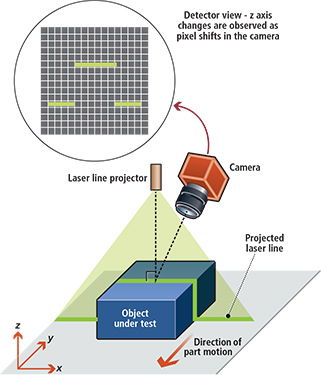 Detector view - z axis
changes are observed as
pixel shifts in the camera
Camera
Laser line projector
Projected
laser line
Object
under test
Direction of
part motion
z
y
x